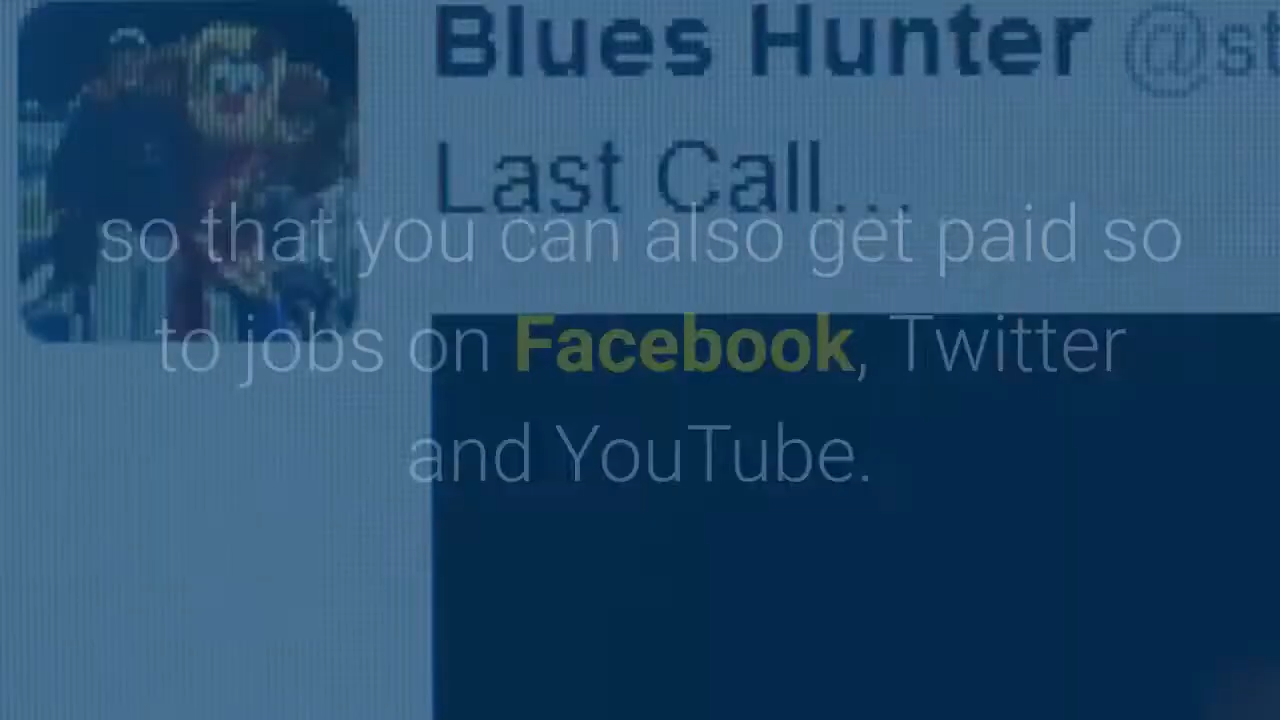 Blues Hunter @st
Last Call...
so that you can also get paid so
to jobs on Facebook, Twitter
and YouTube.